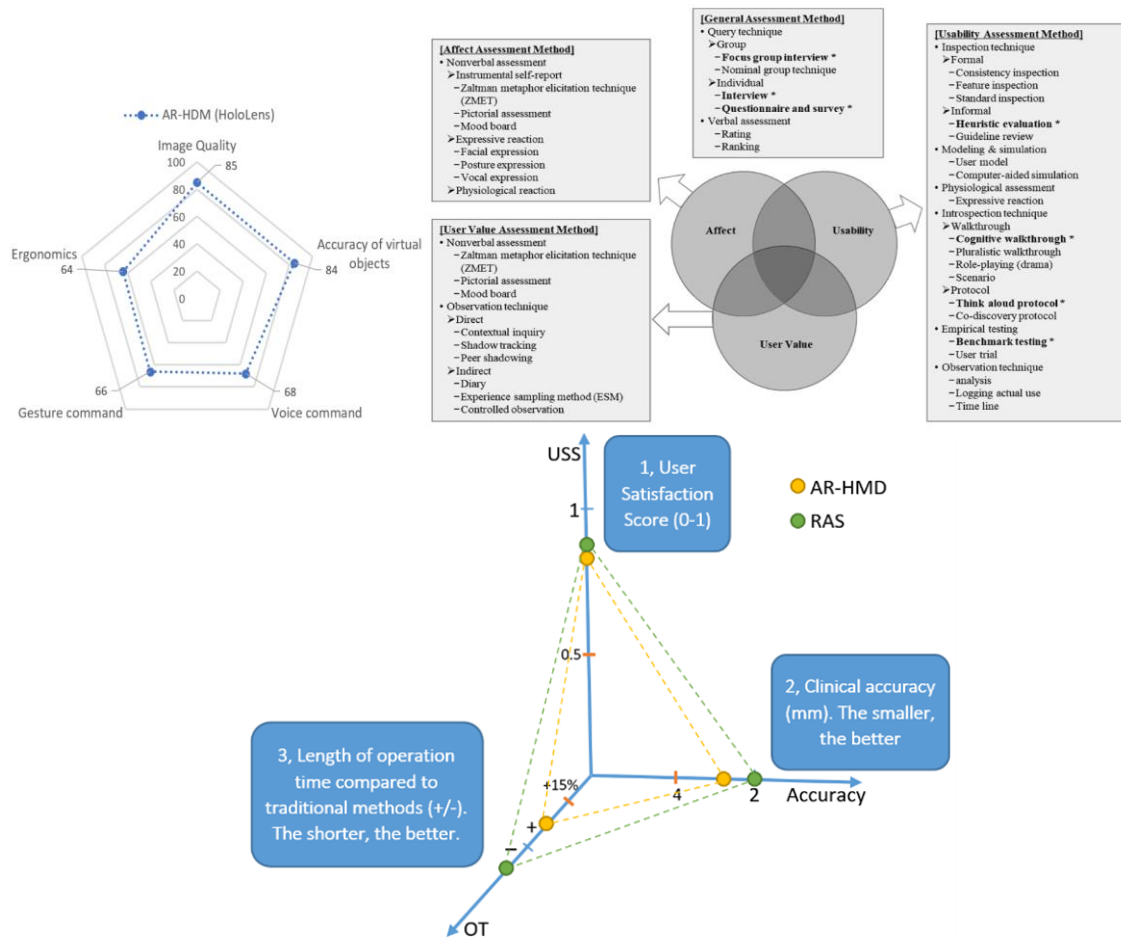 AR-HDM (HoloLens)
Image Quality
100
85
80
60
40
20
0
Accuracy of virtual
objects
84
Ergonomics
64
66
Gesture command
68
Voice command
[Affect Assessment Method]
• Nonverbal assessment
➢Instrumental self-report
−Zaltman metaphor elicitation technique
(ZMET)
−Pictorial assessment
−Mood board
➢Expressive reaction
−Facial expression
−Posture expression
−Vocal expression
➢Physiological reaction
[User Value Assessment Method]
• Nonverbal assessment
−Zaltman metaphor elicitation technique
(ZMET)
−Pictorial assessment
−Mood board
• Observation technique
➢Direct
−Contextual inquiry
−Shadow tracking
−Peer shadowing
➢Indirect
−Diary
−Experience sampling method (ESM)
−Controlled observation
[General Assessment Method]
• Query technique
➢Group
−Focus group interview *
−Nominal group technique
➢Individual
−Interview *
−Questionnaire and survey *
• Verbal assessment
−Rating
−Ranking
Affect
Usability
User Value
[Usability Assessment Method]
• Inspection technique
➢Formal
−Consistency inspection
−Feature inspection
−Standard inspection
➢Informal
−Heuristic evaluation *
−Guideline review
• Modeling & simulation
−User model
−Computer-aided simulation
• Physiological assessment
−Expressive reaction
• Introspection technique
➢Walkthrough
−Cognitive walkthrough *
−Pluralistic walkthrough
−Role-playing (drama)
−Scenario
➢Protocol
−Think aloud protocol *
−Co-discovery protocol
• Empirical testing
−Benchmark testing *
−User trial
• Observation technique
−analysis
−Logging actual use
−Time line
USS
1
0.5
1, User
Satisfaction
Score (0-1)
AR-HMD
RAS
2, Clinical accuracy
(mm). The smaller,
the better
4
2
Accuracy
3, Length of operation
time compared to
traditional methods (+/-).
The shorter, the better.
+15%
+
−
OT